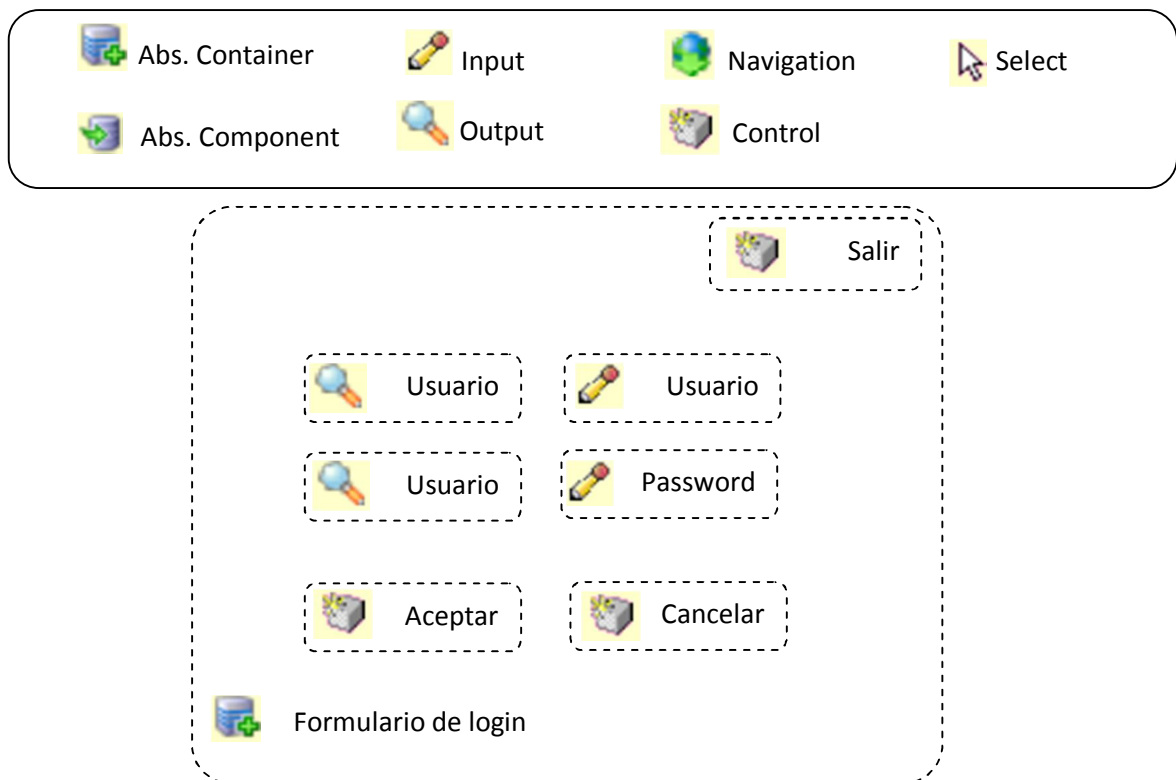 Abs. Container Input Navigation Select
Abs. Component Output Control
Salir
Usuario Usuario
Usuario Password
Aceptar Cancelar
Formulario de login